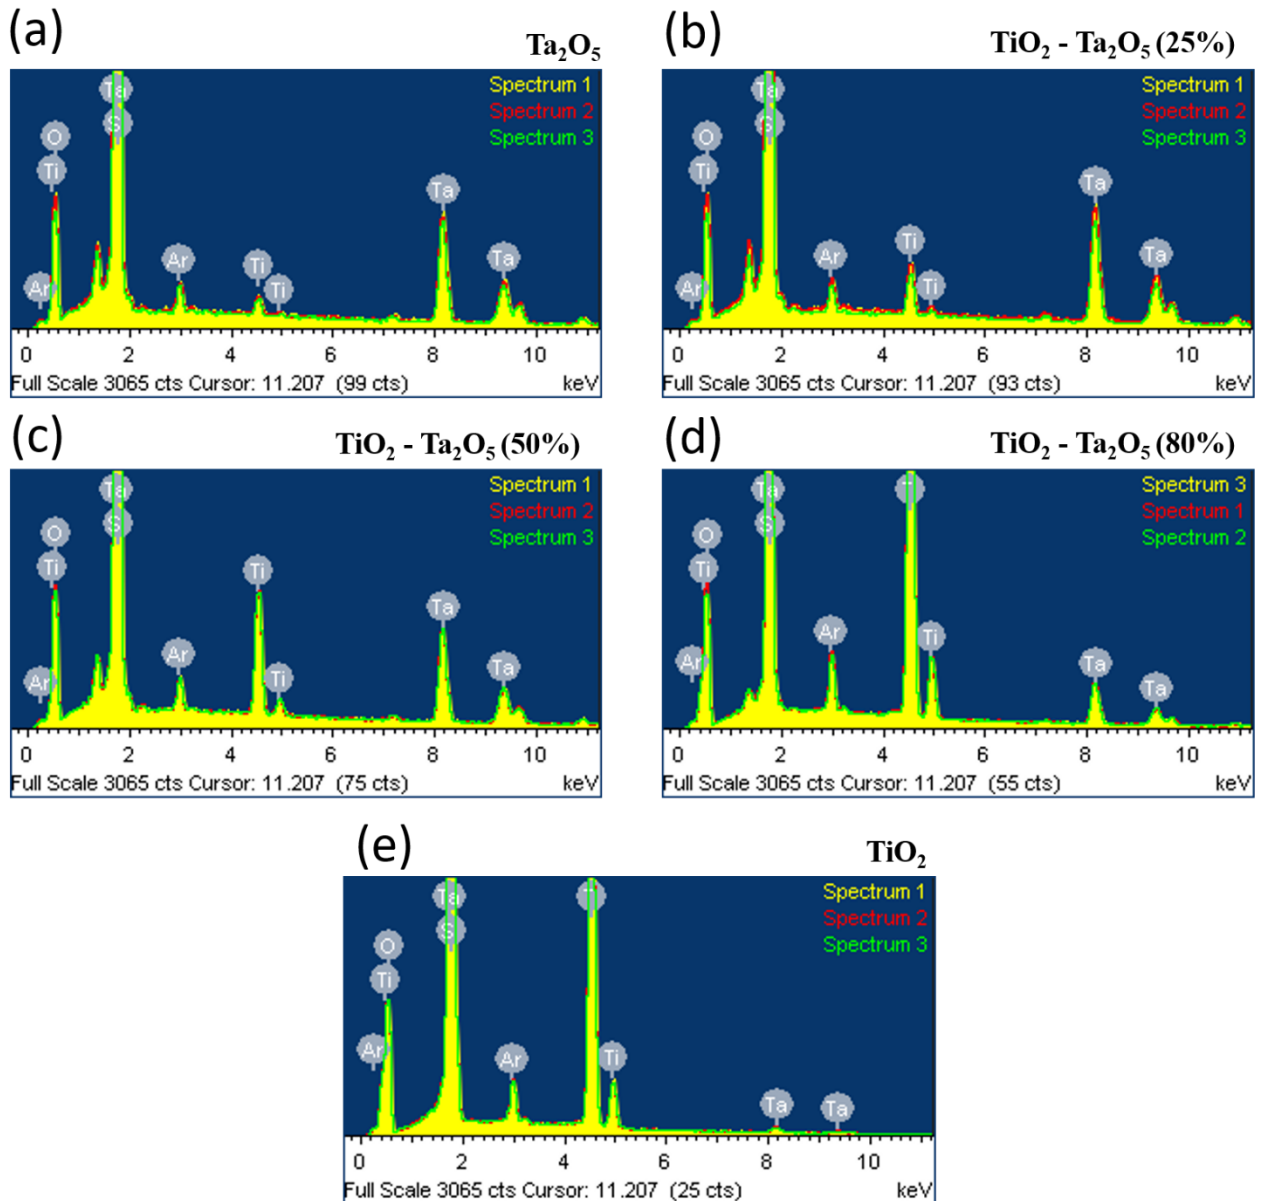 (a)
Ta₂O₅
Spectrum 1
Spectrum 2
Spectrum 3
Ta
S
O
Ti
Ar
Ar
Ti
Ti
Ta
Ta
0 2 4 6 8 10
Full Scale 3065 cts Cursor: 11.207 (99 cts) keV
(b)
TiO₂ - Ta₂O₅ (25%)
Spectrum 1
Spectrum 2
Spectrum 3
Ta
S
O
Ti
Ar
Ar
Ti
Ti
Ta
Ta
0 2 4 6 8 10
Full Scale 3065 cts Cursor: 11.207 (93 cts) keV
(c)
TiO₂ - Ta₂O₅ (50%)
Spectrum 1
Spectrum 2
Spectrum 3
Ta
S
O
Ti
Ar
Ar
Ti
Ti
Ta
Ta
0 2 4 6 8 10
Full Scale 3065 cts Cursor: 11.207 (75 cts) keV
(d)
TiO₂ - Ta₂O₅ (80%)
Spectrum 3
Spectrum 1
Spectrum 2
Ta
S
O
Ti
Ar
Ar
Ti
Ta
Ta
0 2 4 6 8 10
Full Scale 3065 cts Cursor: 11.207 (55 cts) keV
(e)
TiO₂
Spectrum 1
Spectrum 2
Spectrum 3
Ta
S
O
Ti
Ar
Ar
Ti
Ta
Ta
0 2 4 6 8 10
Full Scale 3065 cts Cursor: 11.207 (25 cts) keV